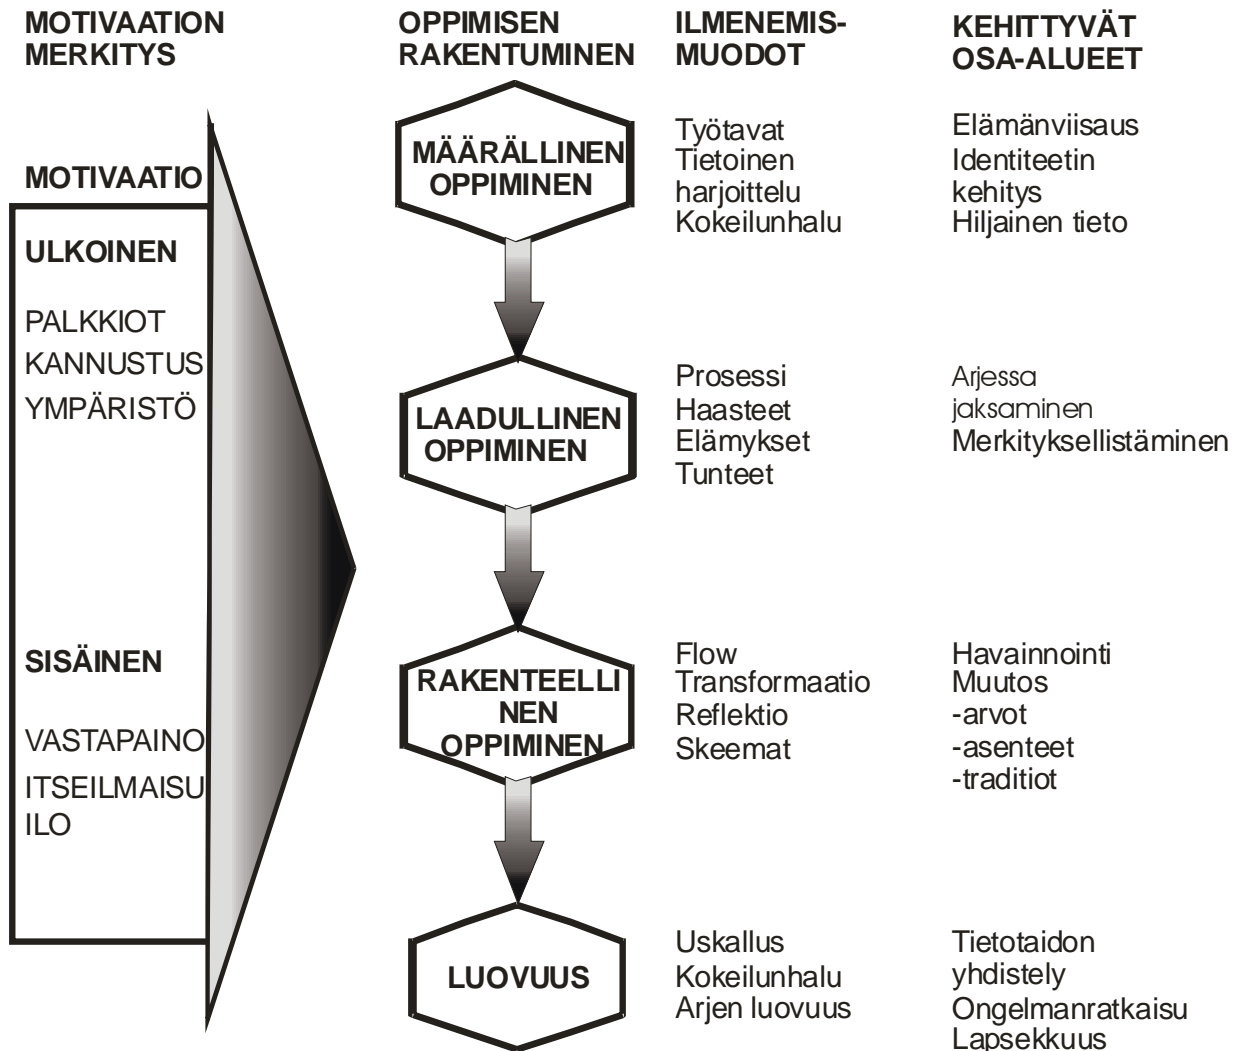 MOTIVAATION
MERKITYS
MOTIVAATIO
ULKOINEN
PALKKIOT
KANNUSTUS
YMPÄRISTÖ
SISÄINEN
VASTAPAINO
ITSEILMAISU
ILO
OPPIMISEN
RAKENTUMINEN
MÄÄRÄLLINEN
OPPIMINEN
LAADULLINEN
OPPIMINEN
RAKENTEELLI
NEN
OPPIMINEN
LUOVUUS
ILMENEMIS-
MUODOT
Työtavat
Tietoinen
harjoittelu
Kokeilunhalu
Prosessi
Haasteet
Elämykset
Tunteet
Flow
Transformaatio
Reflektio
Skeemat
Uskallus
Kokeilunhalu
Arjen luovuus
KEHITTYVÄT
OSA-ALUEET
Elämänviisaus
Identiteetin
kehitys
Hiljainen tieto
Arjessa
jaksaminen
Merkityksellistäminen
Havainnointi
Muutos
-arvot
-asenteet
-traditiot
Tietotaidon
yhdistely
Ongelmanratkaisu
Lapsekkuus